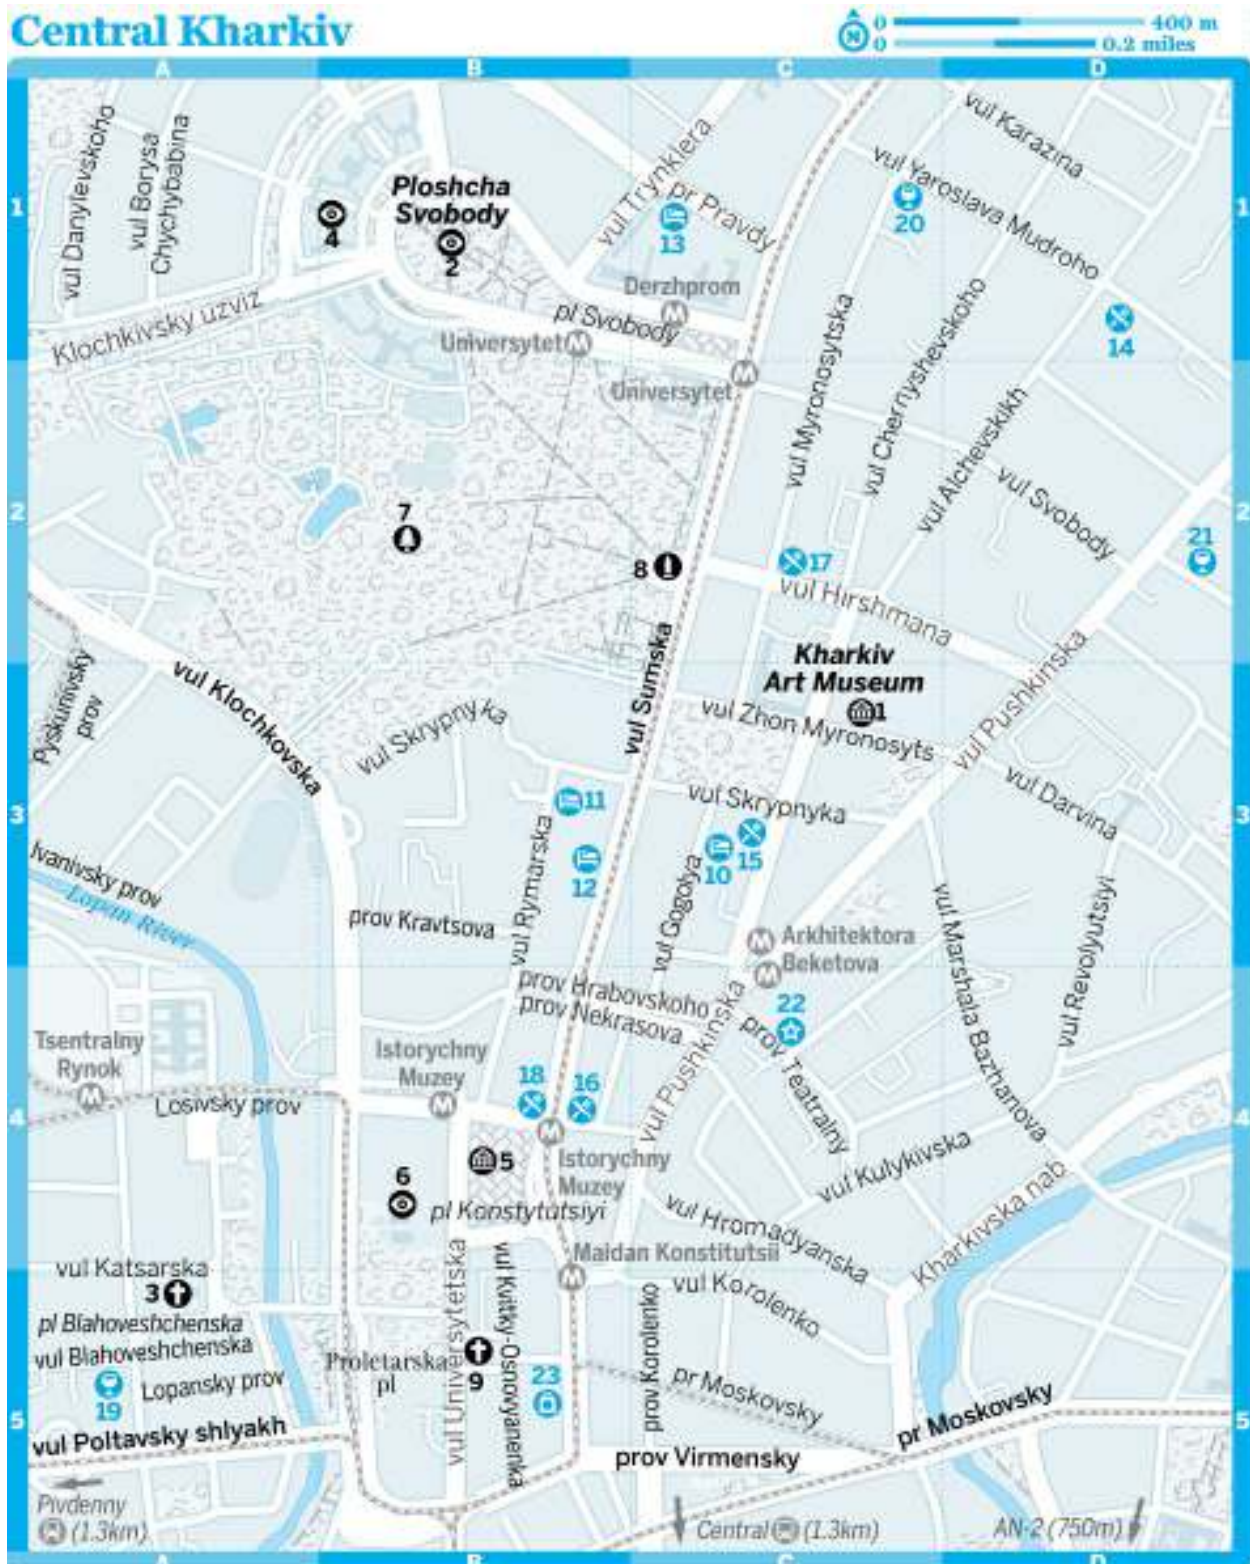 Central Kharkiv
0 400 m
0 0.2 miles
N
A B C D
1
vul Danylevskoho
vul Borysa
Chychybabina
4
Ploshcha
Svobody
2
vul Trynklera
pr Pravdy
13
20
vul Karazina
vul Yaroslava Mudroho
1
Derzhprom
M
pl Svobody
Universytet M
Universytet M
Klochkivsky uzviz
vul Myronosytska
vul Chernyshevskoho
vul Alchevskikh
14
2
7
8
17
vul Hirshmana
vul Svobody
21
2
vul Sumska
Kharkiv
Art Museum
1
vul Zhon Myronosyts
vul Pushkinska
vul Darvina
Pyskunivsky
prov
vul Klochkovska
vul Skrypnyka
vul Skrypnyka
3
11
12
10
15
3
vul Rymarska
vul Gogolya
Ivanivsky prov
Lopan River
prov Kravtsova
M Arkhitektora
M Beketova
vul Marshala Bazhanova
vul Revolyutsiyi
prov Hrabovskoho
prov Nekrasova
vul Pushkinska
22
prov Teatralny
Tsentralny
Rynok
M
Losivsky prov
Istorychny
Muzey
M
18
16
4
4
M
Istorychny
Muzey
5
6
pl Konstytutsiyi
vul Kulykivska
vul Hromadyanska
Kharkivska nab
Maidan Konstitutsii
M
vul Korolenko
vul Katsarska
3
pl Blahoveshchenska
vul Blahoveshchenska
19
Lopansky prov
Proletarska
pl
vul Universytetska
vul Kvitky-Osnovyanenka
9
23
prov Korolenko
pr Moskovsky
pr Moskovsky
5
5
vul Poltavsky shlyakh
prov Virmensky
Pivdenny
(1.3km)
Central (1.3km)
AN-2 (750m)
A B C D